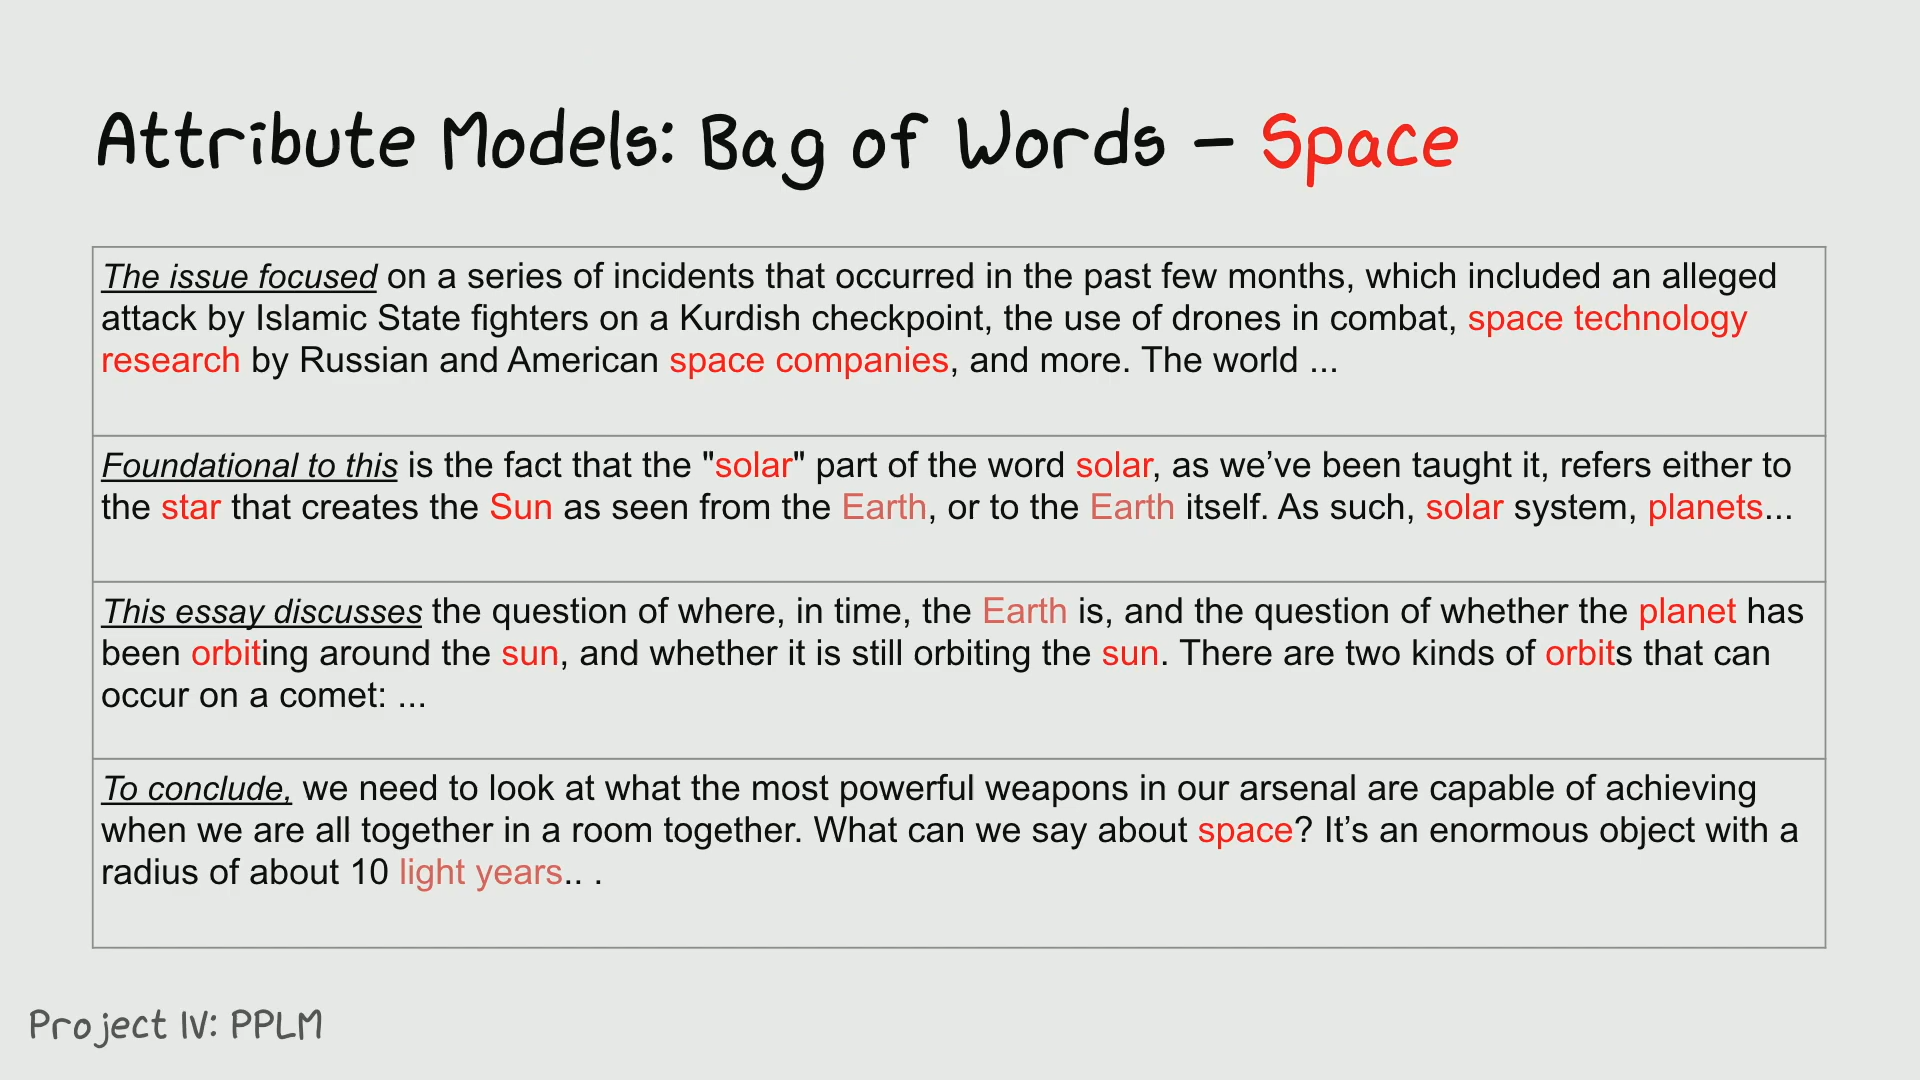 Attribute Models: Bag of Words – Space
The issue focused on a series of incidents that occurred in the past few months, which included an alleged
attack by Islamic State fighters on a Kurdish checkpoint, the use of drones in combat, space technology
research by Russian and American space companies, and more. The world ...
Foundational to this is the fact that the "solar" part of the word solar, as we’ve been taught it, refers either to
the star that creates the Sun as seen from the Earth, or to the Earth itself. As such, solar system, planets...
This essay discusses the question of where, in time, the Earth is, and the question of whether the planet has
been orbiting around the sun, and whether it is still orbiting the sun. There are two kinds of orbits that can
occur on a comet: ...
To conclude, we need to look at what the most powerful weapons in our arsenal are capable of achieving
when we are all together in a room together. What can we say about space? It’s an enormous object with a
radius of about 10 light years.. .
Project IV: PPLM